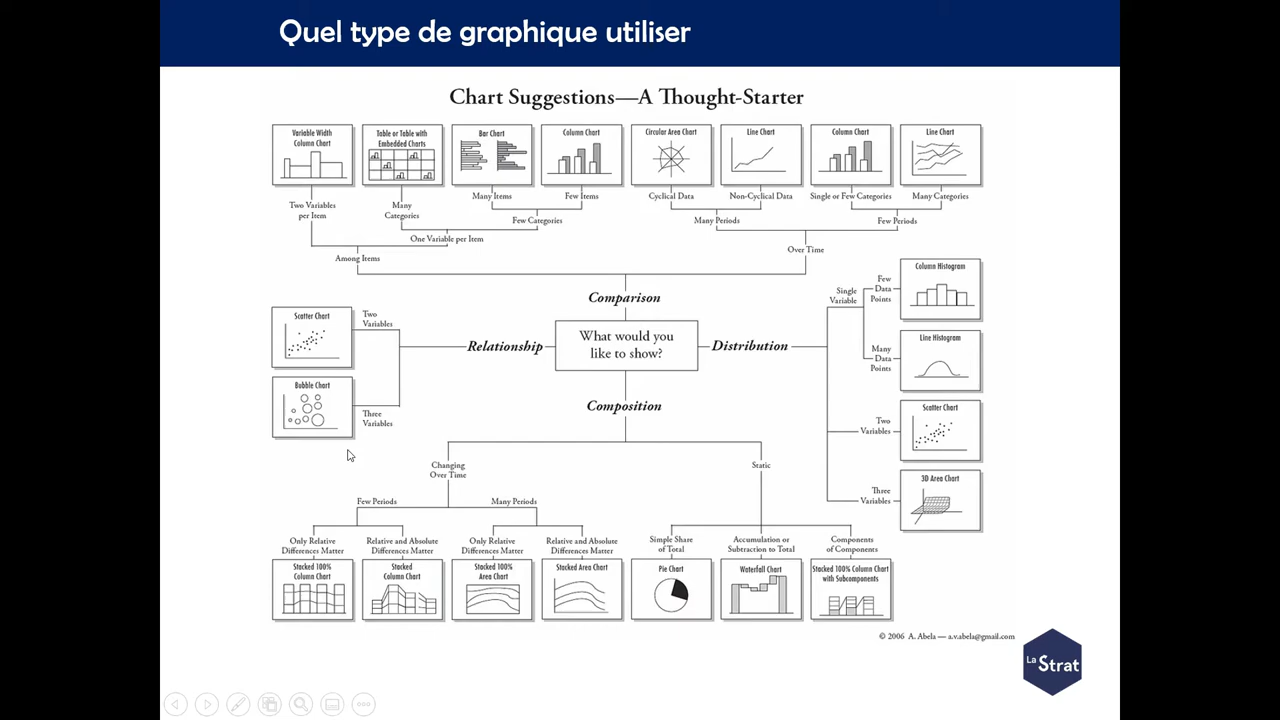 Quel type de graphique utiliser
Chart Suggestions—A Thought-Starter
Variable Width
Column Chart
Table or Table with
Embedded Charts
Bar Chart
Column Chart
Circular Area Chart
Line Chart
Column Chart
Line Chart
Two Variables
per Item
Many
Categories
Many Items
Few Items
Cyclical Data
Non-Cyclical Data
Single or Few Categories
Many Categories
Few Categories
Many Periods
Few Periods
One Variable per Item
Among Items
Over Time
Comparison
What would you
like to show?
Relationship
Distribution
Composition
Scatter Chart
Two
Variables
Bubble Chart
Three
Variables
Single
Variable
Few
Data
Points
Column Histogram
Many
Data
Points
Line Histogram
Two
Variables
Scatter Chart
Three
Variables
3D Area Chart
Changing
Over Time
Static
Few Periods
Many Periods
Only Relative
Differences Matter
Relative and Absolute
Differences Matter
Only Relative
Differences Matter
Relative and Absolute
Differences Matter
Simple Share
of Total
Accumulation or
Subtraction to Total
Components
of Components
Stacked 100%
Column Chart
Stacked
Column Chart
Stacked 100%
Area Chart
Stacked Area Chart
Pie Chart
Waterfall Chart
Stacked 100% Column Chart
with Subcomponents
© 2006 A. Abela — a.v.abela@gmail.com
La Strat